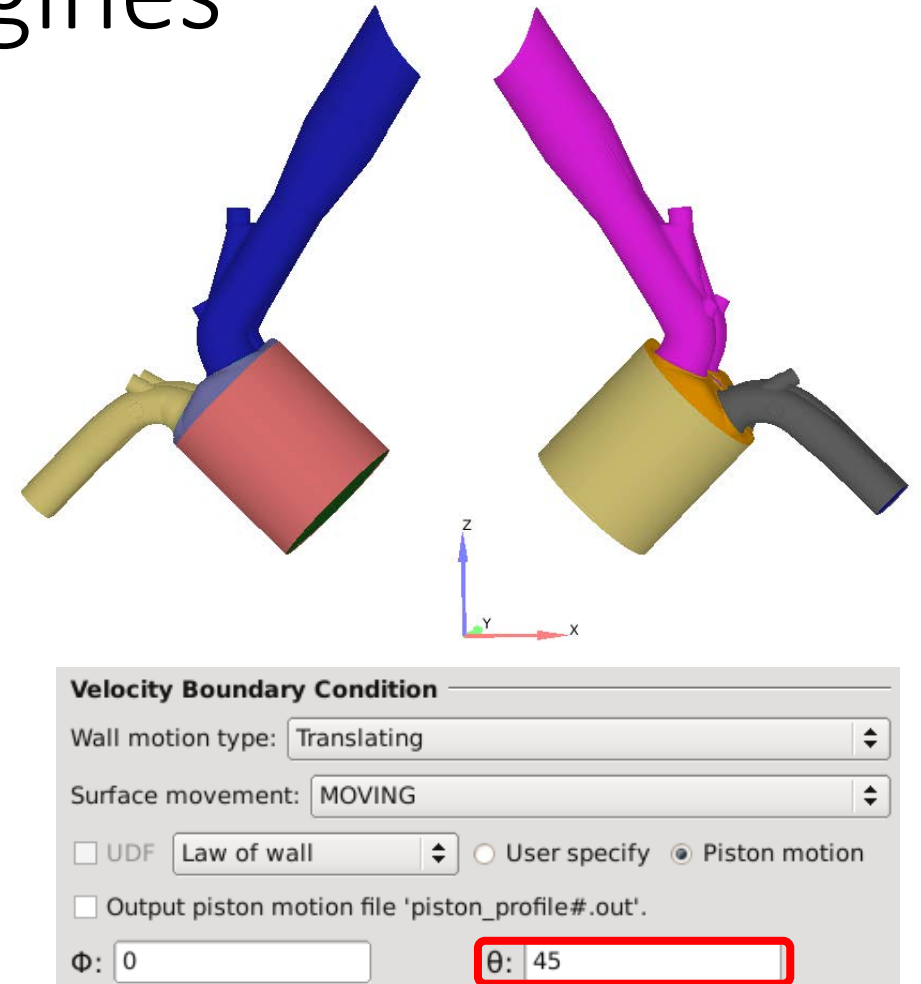 gines
Z
Y
X
Velocity Boundary Condition
Wall motion type: Translating
Surface movement: MOVING
UDF Law of wall User specify Piston motion
Output piston motion file 'piston_profile#.out'.
Φ: 0 θ: 45